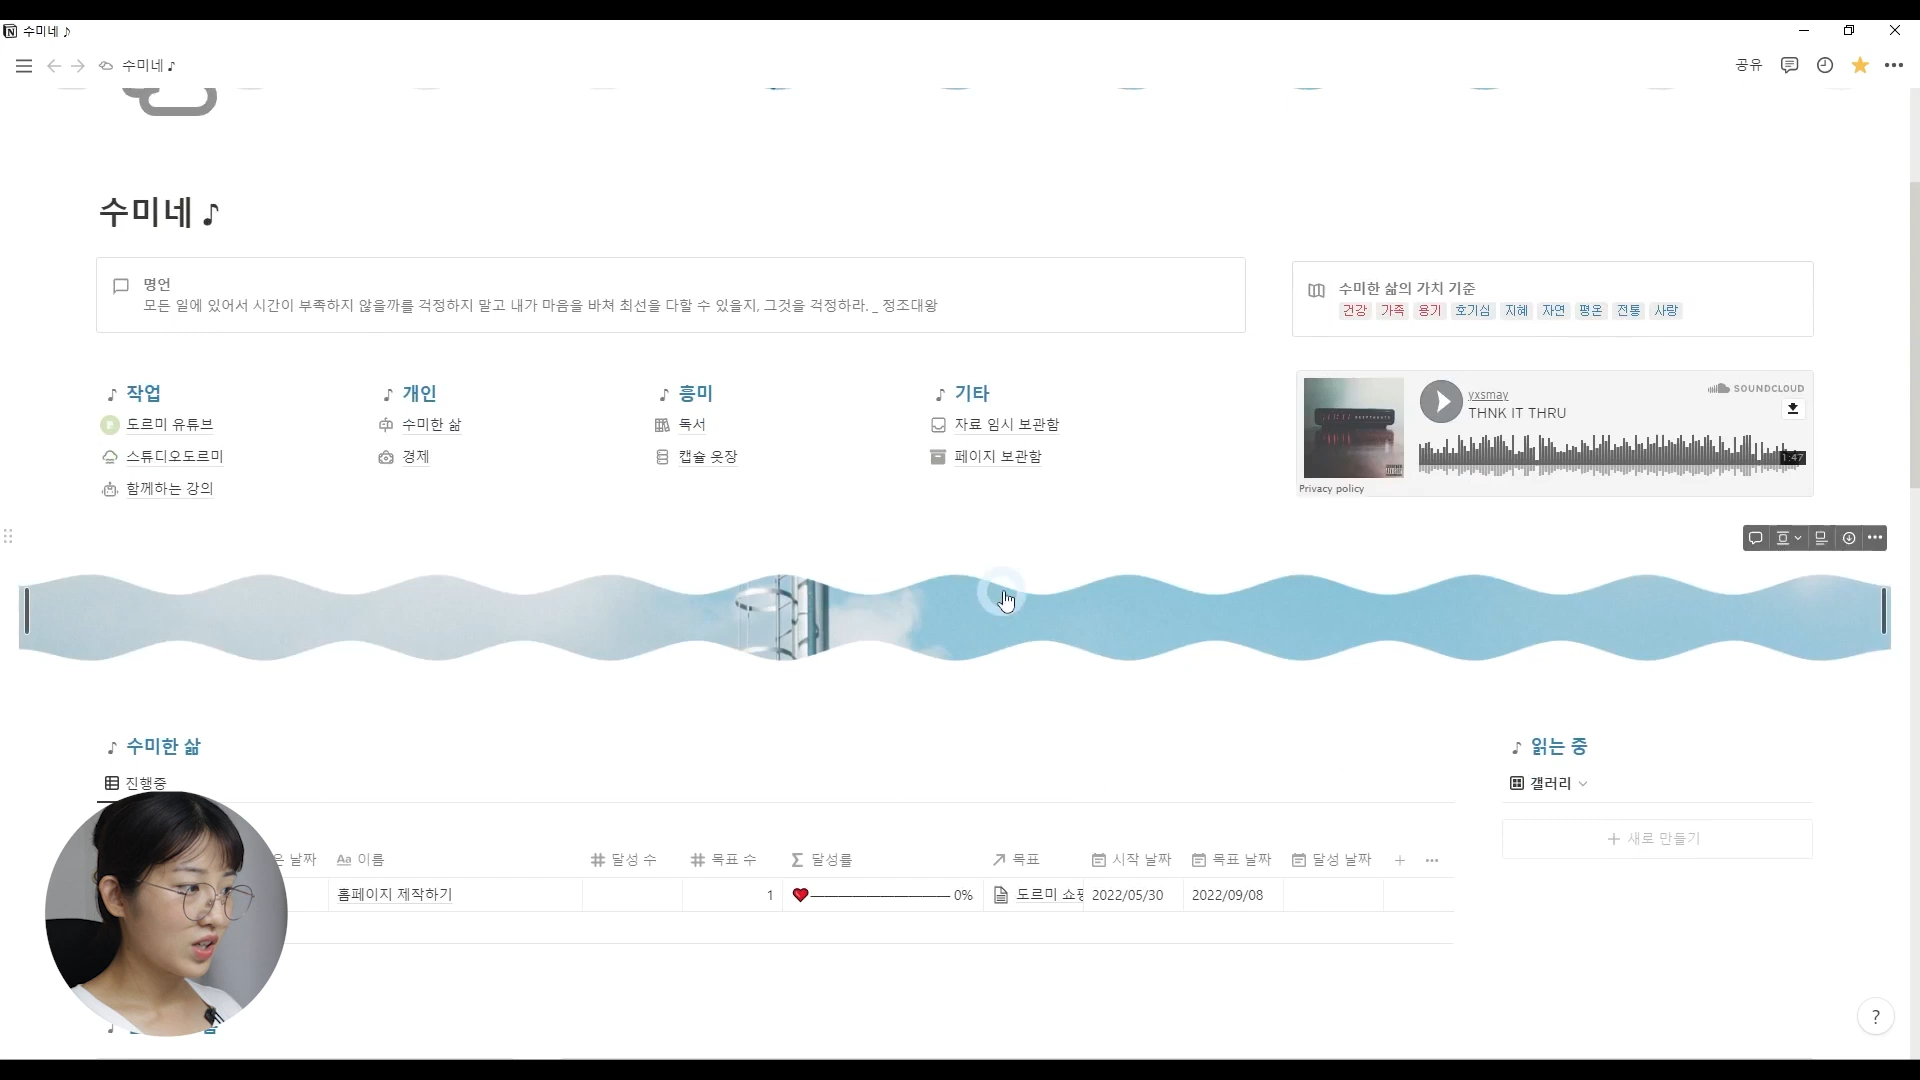 수미네 ♪
수미네 ♪
공유
수미네 ♪
명언
모든 일에 있어서 시간이 부족하지 않을까를 걱정하지 말고 내가 마음을 바쳐 최선을 다할 수 있을지, 그것을 걱정하라. _ 정조대왕
수미한 삶의 가치 기준
건강 가족 용기 호기심 지혜 자연 평온 전통 사랑
♪ 작업
도르미 유튜브
스튜디오도르미
함께하는 강의
♪ 개인
수미한 삶
경제
♪ 흥미
독서
캡슐 옷장
♪ 기타
자료 임시 보관함
페이지 보관함
yxsmay
THNK IT THRU
SOUNDCLOUD
1:47
Privacy policy
♪ 수미한 삶
진행중
은 날짜 Aa 이름 # 달성 수 # 목표 수 Σ 달성률 ↗ 목표 시작 날짜 목표 날짜 달성 날짜 + •••
홈페이지 제작하기 1 0% 도르미 쇼핑 2022/05/30 2022/09/08
♪ 읽는 중
갤러리
+ 새로 만들기
?